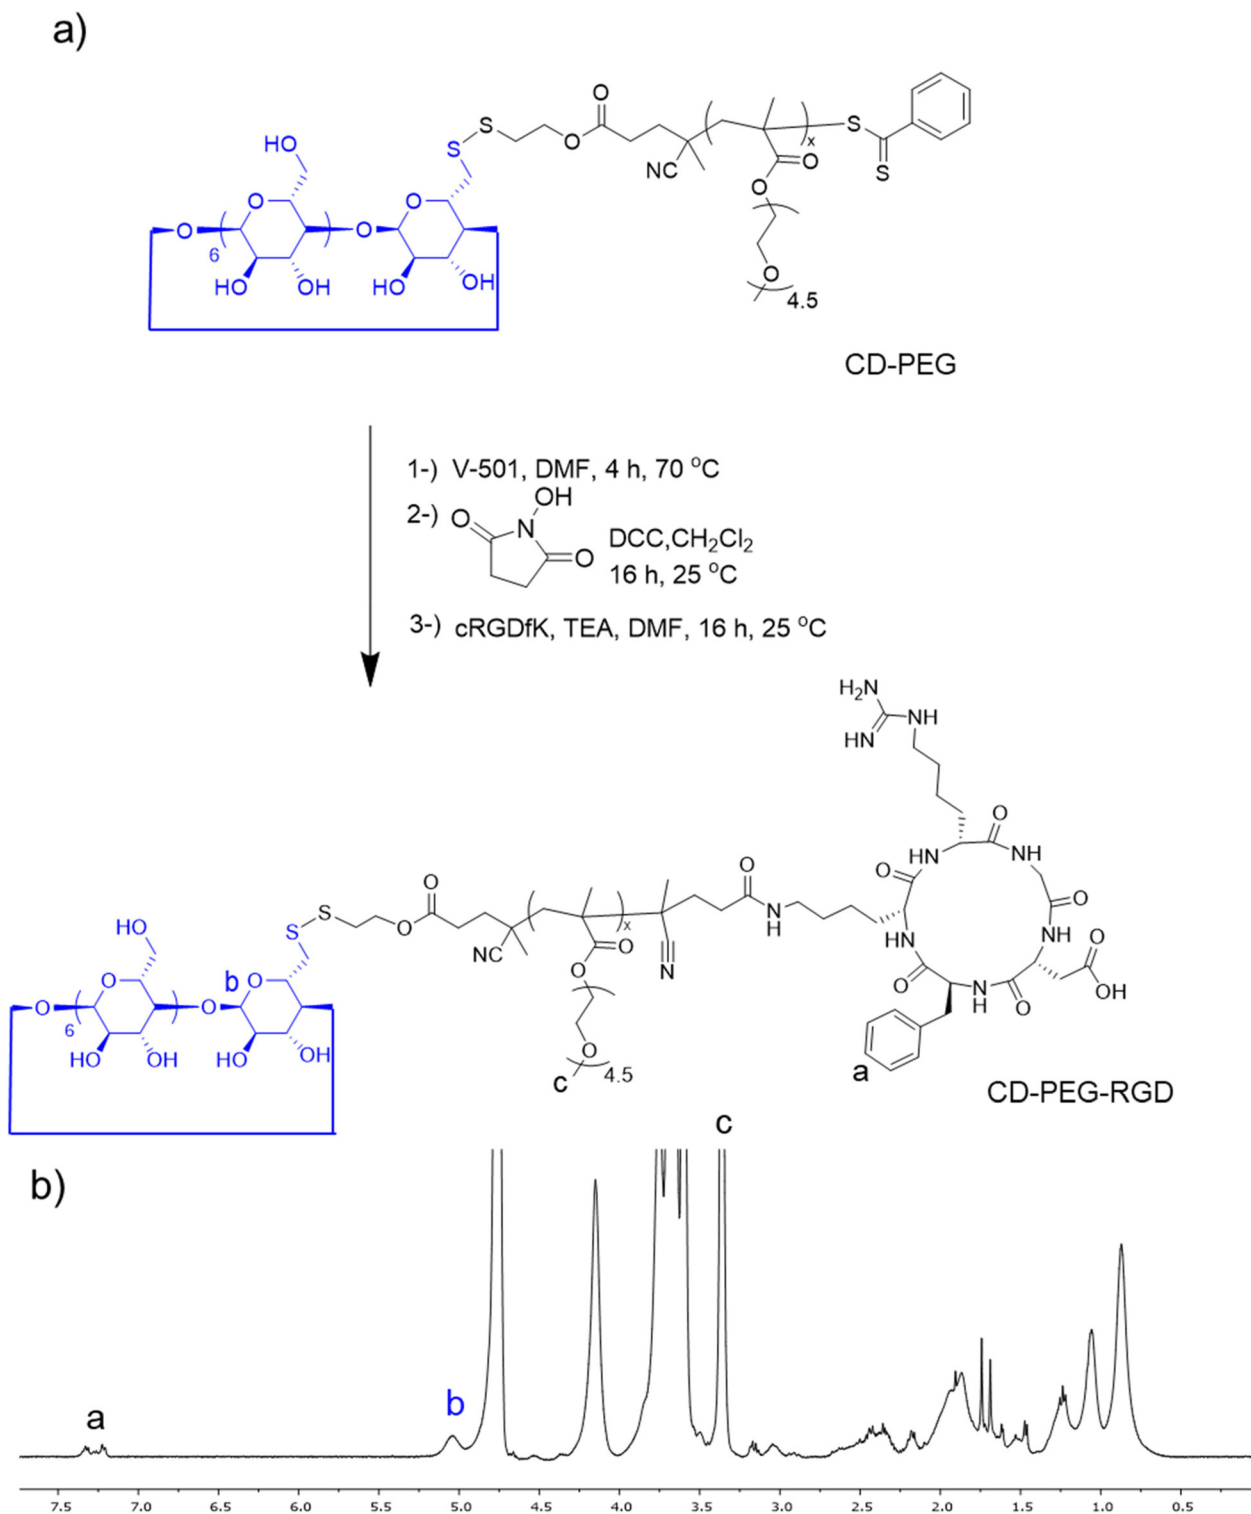 a)
O
S
S
O
NC
x
O
O
S
S
HO
O
O
6
HO
OH
O
O
HO
OH
O
4.5
CD-PEG
1-) V-501, DMF, 4 h, 70 °C
2-)
OH
O
N
O
DCC,CH₂Cl₂
16 h, 25 °C
3-) cRGDfK, TEA, DMF, 16 h, 25 °C
H₂N
NH
HN
O
HN
NH
O
O
O
NH
O
OH
O
N
H
HN
O
N
H
O
O
S
S
O
NC
x
O
O
N
HO
b
O
O
6
HO
OH
O
O
HO
OH
O
c
4.5
a
CD-PEG-RGD
c
b)
a
b
7.5 7.0 6.5 6.0 5.5 5.0 4.5 4.0 3.5 3.0 2.5 2.0 1.5 1.0 0.5